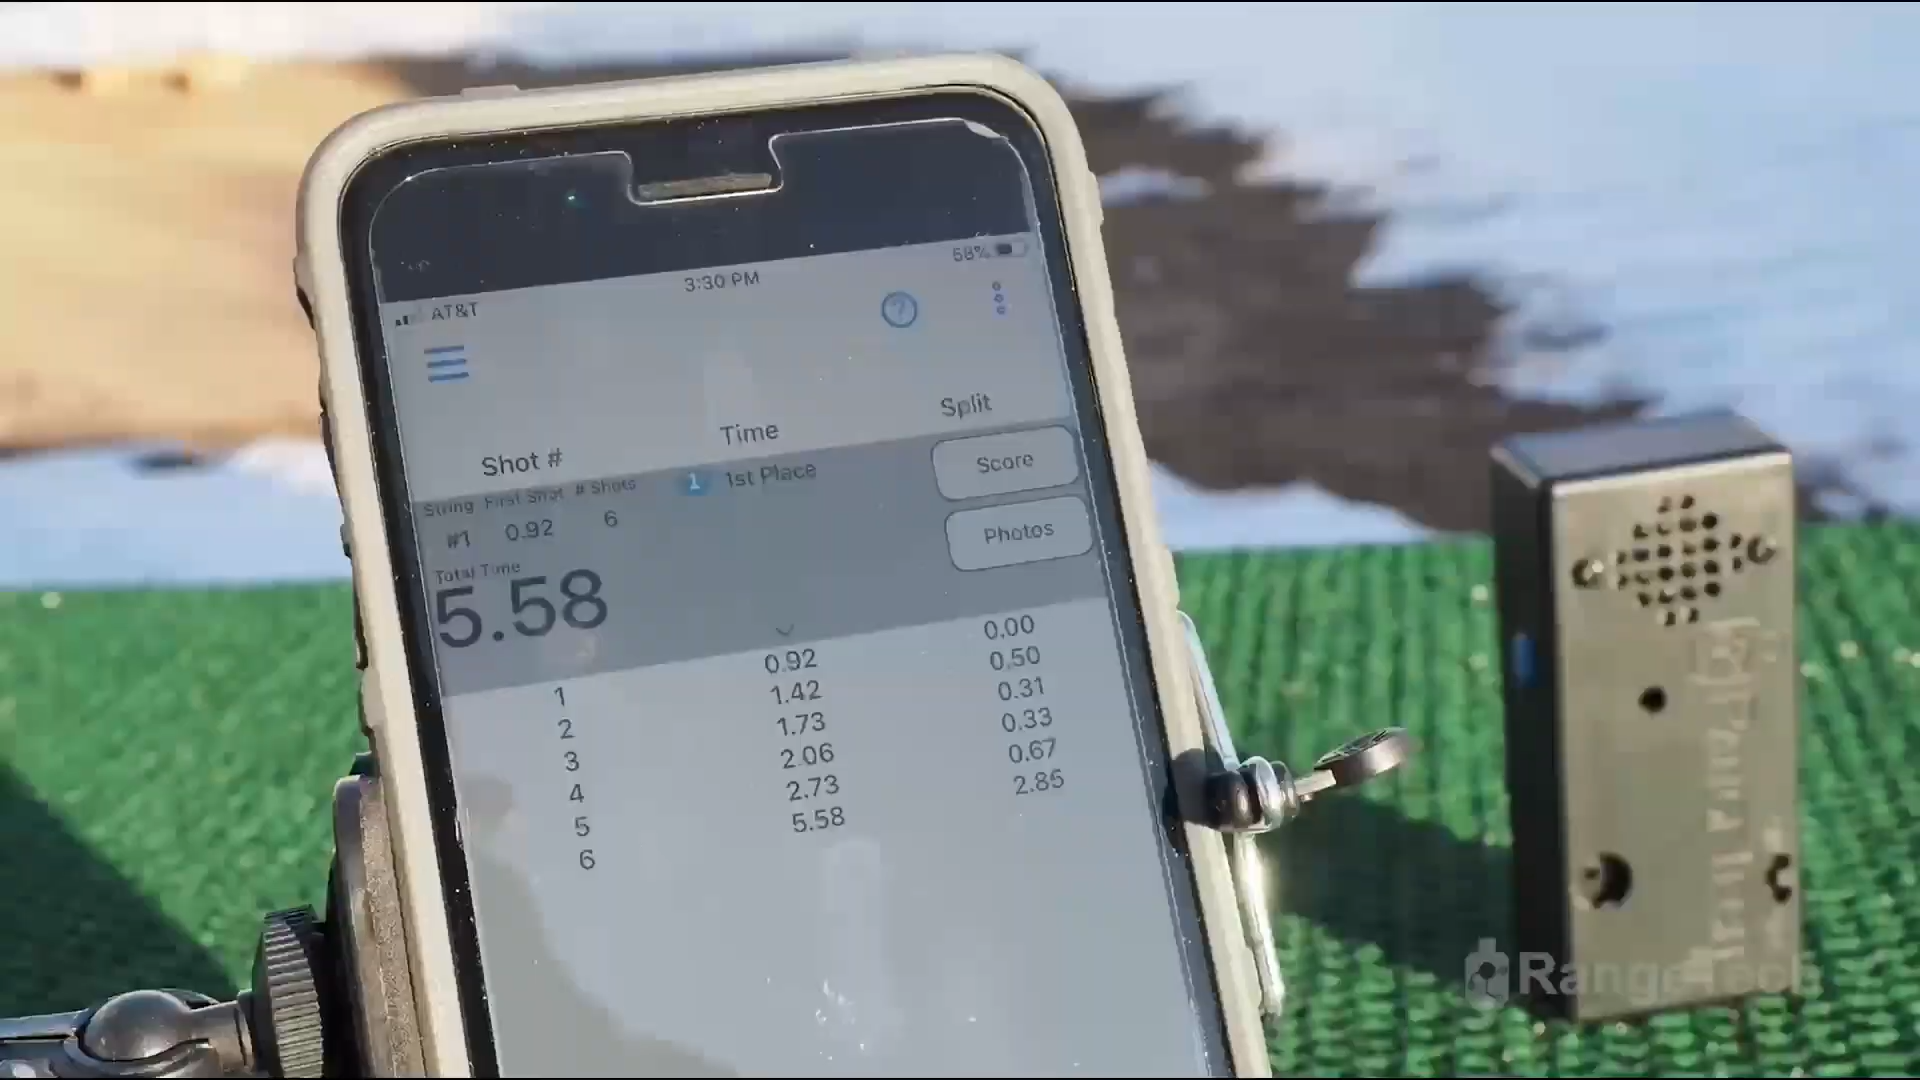 58%
3:30 PM
AT&T
?
Shot # Time Split
String First Shot # Shots 1 1st Place Score
#1 0.92 6
Photos
Total Time
5.58
1 0.92 0.00
2 1.42 0.50
3 1.73 0.31
4 2.06 0.33
5 2.73 0.67
6 5.58 2.85
RangeTech